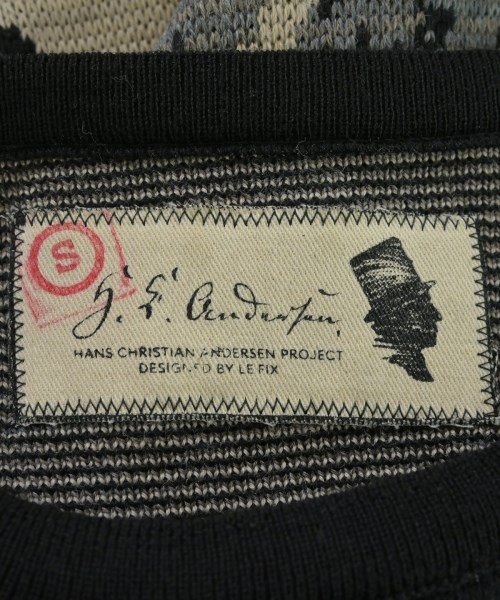 S
H. C. Andersen,
HANS CHRISTIAN ANDERSEN PROJECT
DESIGNED BY LE FIX